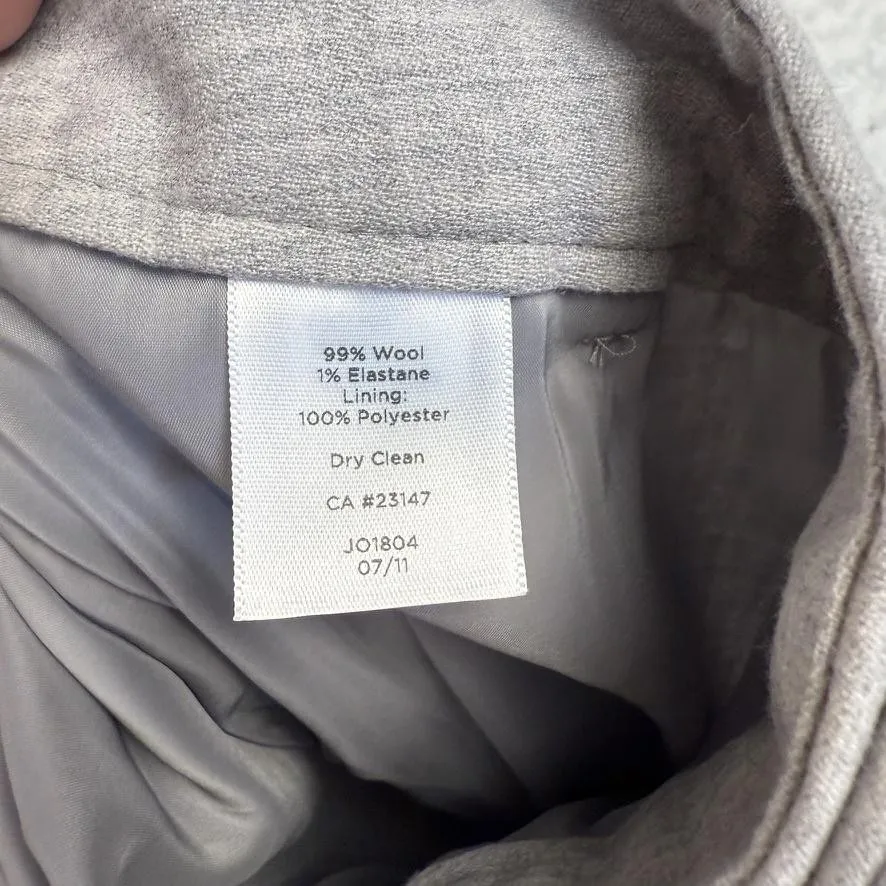 99% Wool
1% Elastane
Lining:
100% Polyester
Dry Clean
CA #23147
JO1804
07/11